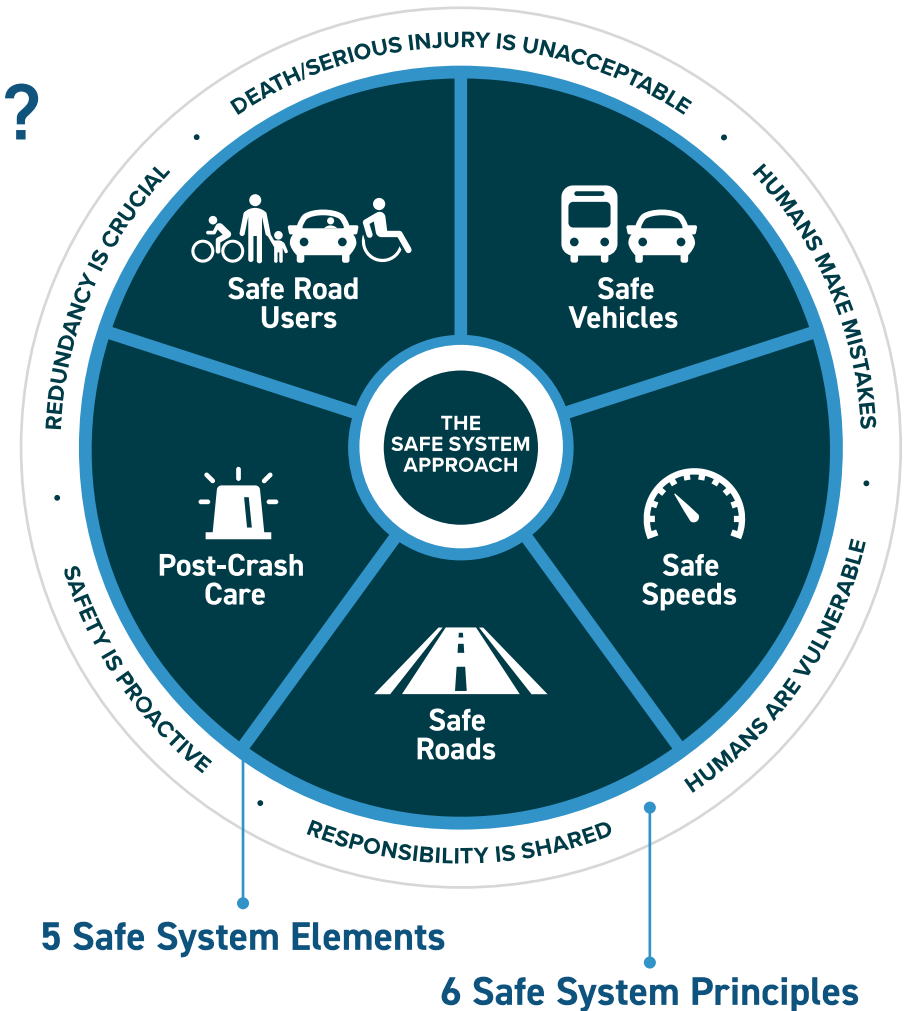 ?
DEATH/SERIOUS INJURY IS UNACCEPTABLE
HUMANS MAKE MISTAKES
HUMANS ARE VULNERABLE
RESPONSIBILITY IS SHARED
SAFETY IS PROACTIVE
REDUNDANCY IS CRUCIAL
Safe Road
Users
Safe
Vehicles
THE
SAFE SYSTEM
APPROACH
Post-Crash
Care
Safe
Speeds
Safe
Roads
5 Safe System Elements
6 Safe System Principles